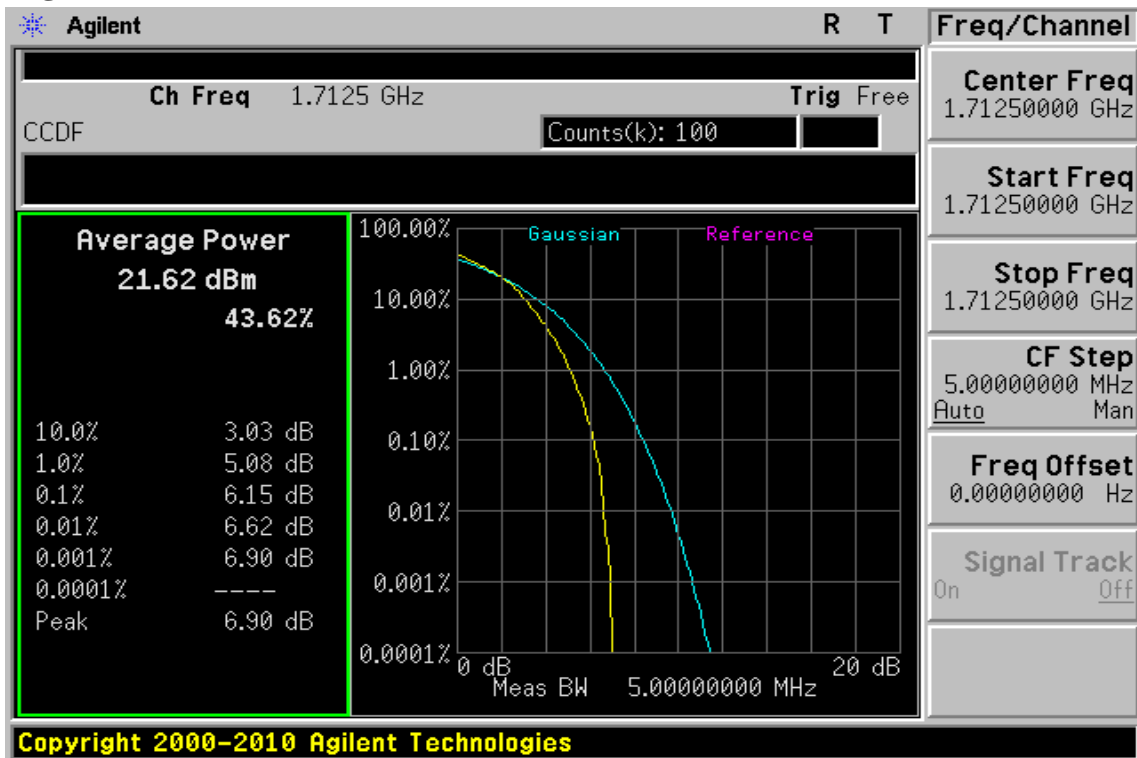 Agilent R T
Ch Freq 1.7125 GHz Trig Free
CCDF
Counts(k): 100
Average Power
21.62 dBm
43.62%
10.0% 3.03 dB
1.0% 5.08 dB
0.1% 6.15 dB
0.01% 6.62 dB
0.001% 6.90 dB
0.0001% ----
Peak 6.90 dB
Gaussian Reference
100.00%
10.00%
1.00%
0.10%
0.01%
0.001%
0.0001%
0 dB 20 dB
Meas BW 5.00000000 MHz
Freq/Channel
Center Freq
1.71250000 GHz
Start Freq
1.71250000 GHz
Stop Freq
1.71250000 GHz
CF Step
5.00000000 MHz
Auto Man
Freq Offset
0.00000000 Hz
Signal Track
On Off
Copyright 2000-2010 Agilent Technologies